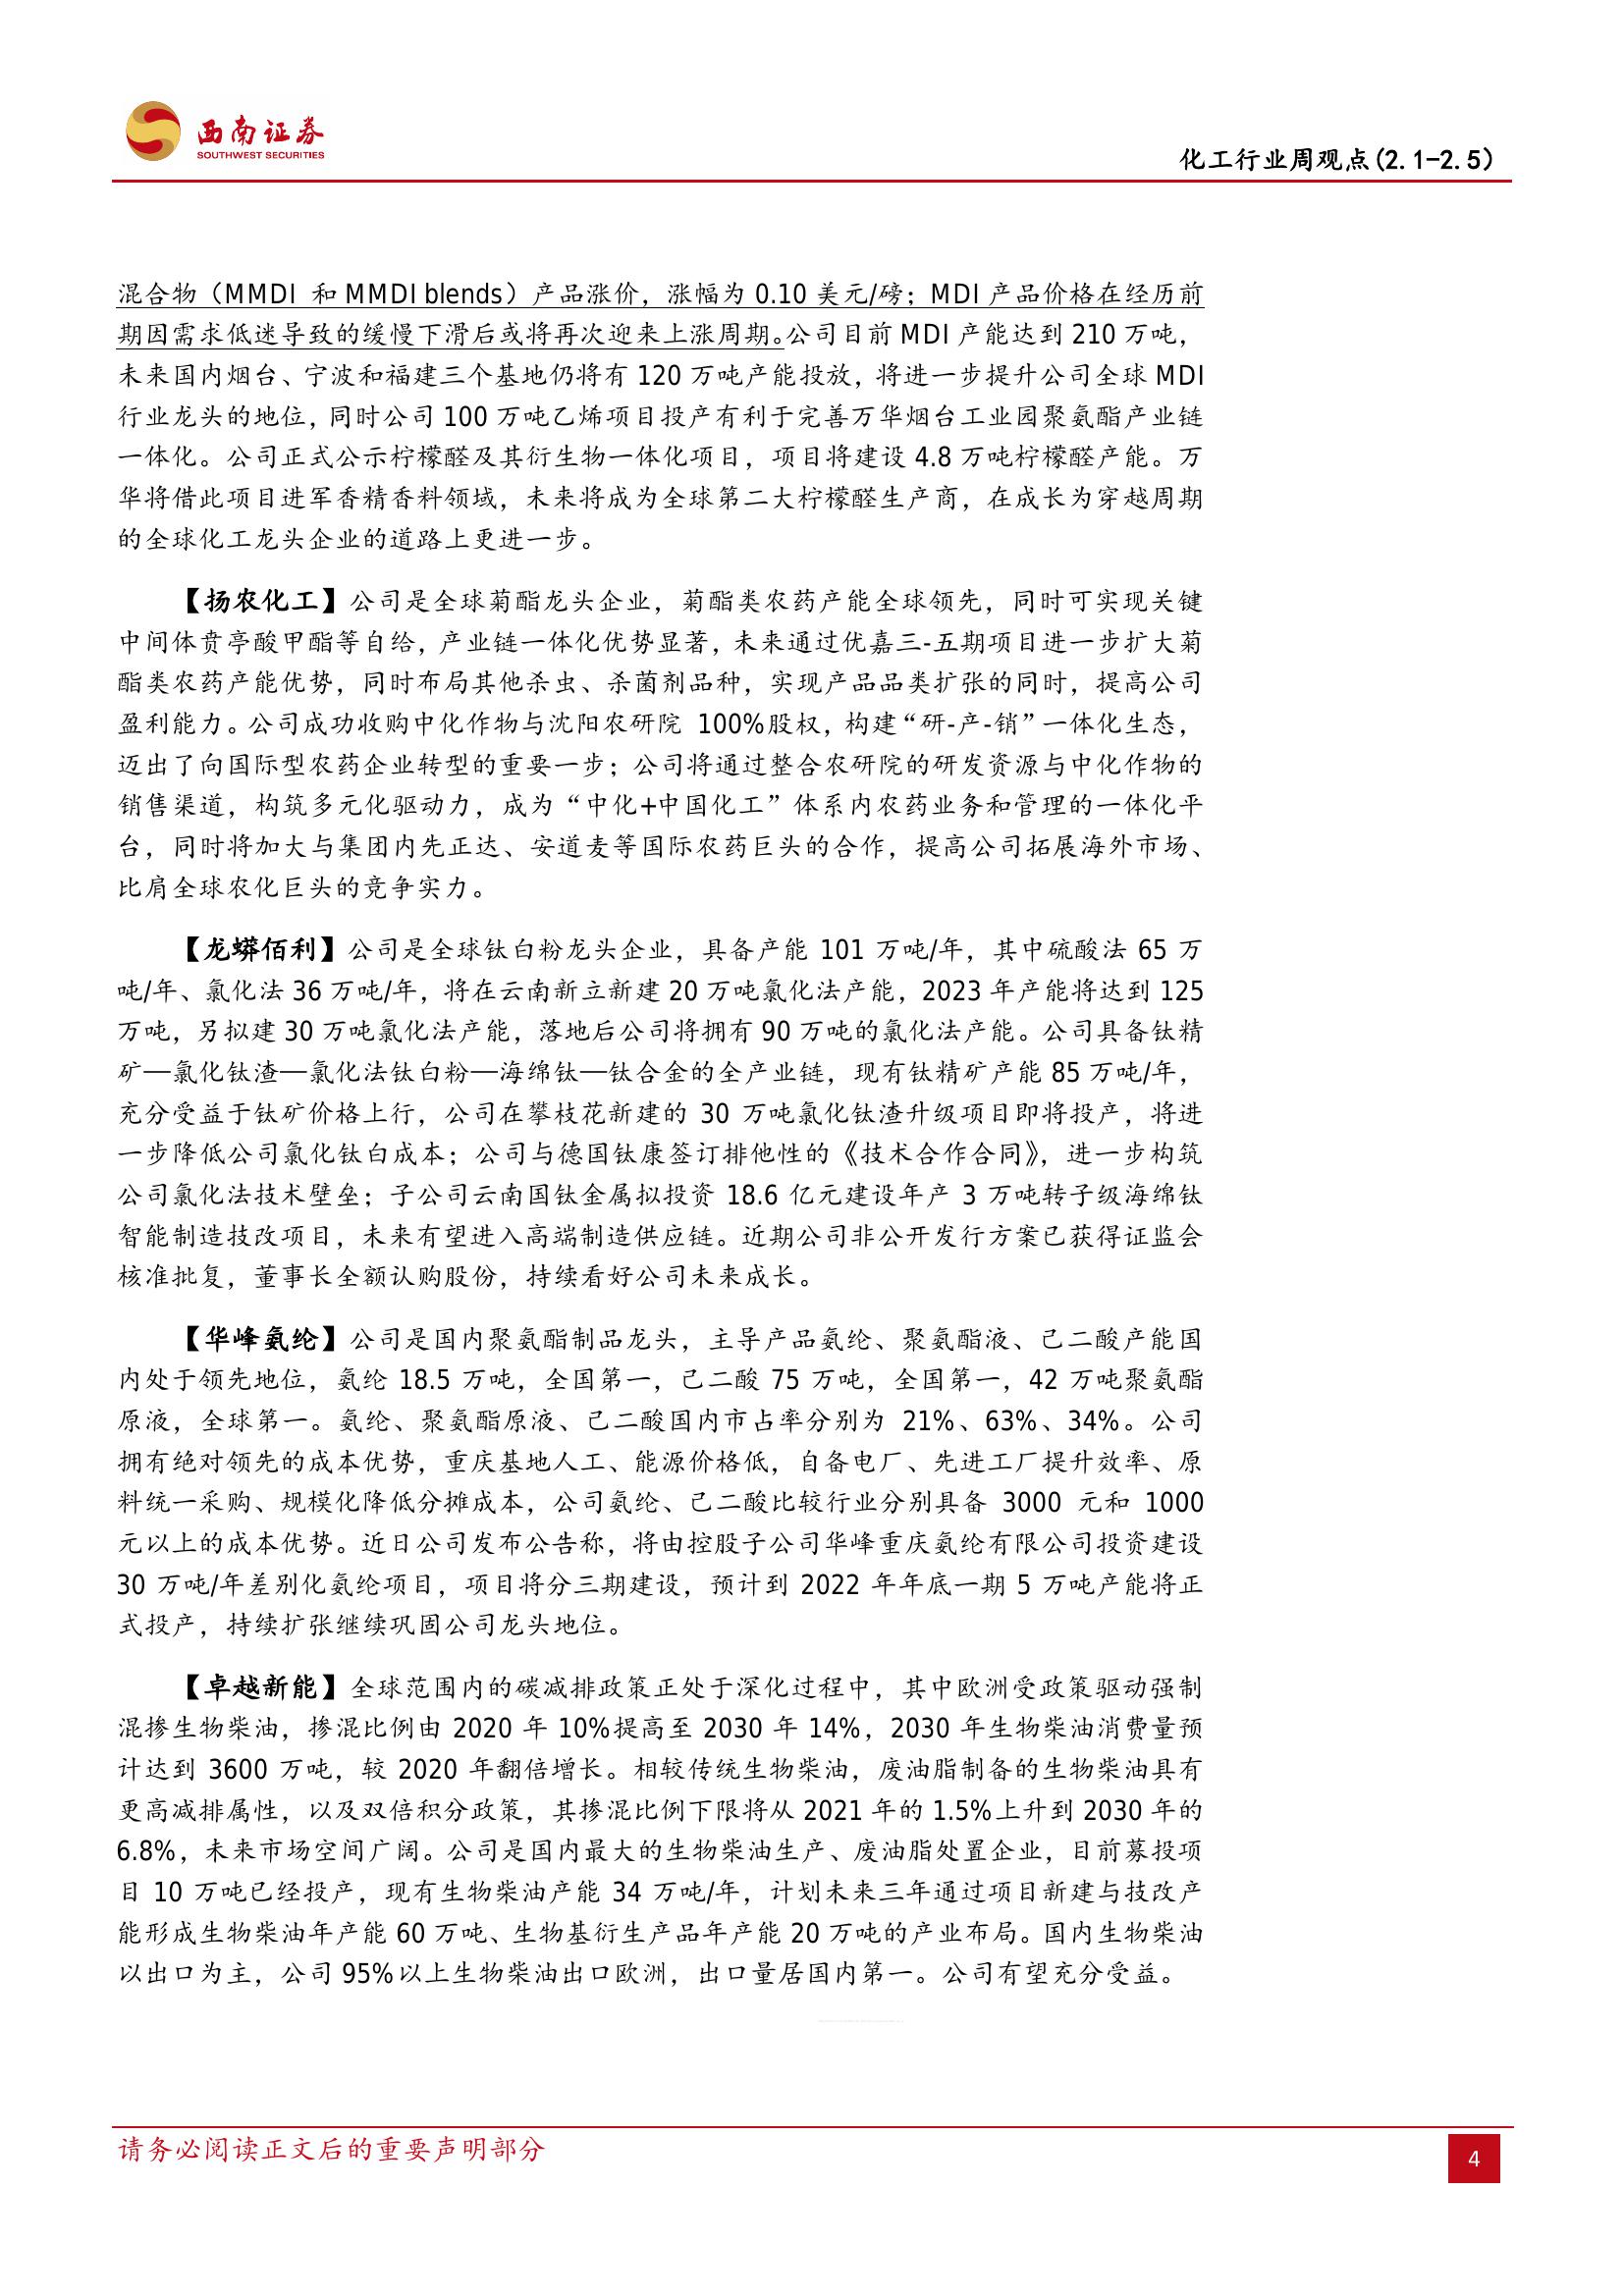 西南证券
SOUTHWEST SECURITIES
化工行业周观点(2.1-2.5)
混合物（MMDI 和 MMDI blends）产品涨价，涨幅为 0.10 美元/磅；MDI 产品价格在经历前
期因需求低迷导致的缓慢下滑后或将再次迎来上涨周期。公司目前 MDI 产能达到 210 万吨，
未来国内烟台、宁波和福建三个基地仍将有 120 万吨产能投放，将进一步提升公司全球 MDI
行业龙头的地位，同时公司 100 万吨乙烯项目投产有利于完善万华烟台工业园聚氨酯产业链
一体化。公司正式公示柠檬醛及其衍生物一体化项目，项目将建设 4.8 万吨柠檬醛产能。万
华将借此项目进军香精香料领域，未来将成为全球第二大柠檬醛生产商，在成长为穿越周期
的全球化工龙头企业的道路上更进一步。
【扬农化工】公司是全球菊酯龙头企业，菊酯类农药产能全球领先，同时可实现关键
中间体贲亭酸甲酯等自给，产业链一体化优势显著，未来通过优嘉三-五期项目进一步扩大菊
酯类农药产能优势，同时布局其他杀虫、杀菌剂品种，实现产品品类扩张的同时，提高公司
盈利能力。公司成功收购中化作物与沈阳农研院 100%股权，构建“研-产-销”一体化生态，
迈出了向国际型农药企业转型的重要一步；公司将通过整合农研院的研发资源与中化作物的
销售渠道，构筑多元化驱动力，成为“中化+中国化工”体系内农药业务和管理的一体化平
台，同时将加大与集团内先正达、安道麦等国际农药巨头的合作，提高公司拓展海外市场、
比肩全球农化巨头的竞争实力。
【龙蟒佰利】公司是全球钛白粉龙头企业，具备产能 101 万吨/年，其中硫酸法 65 万
吨/年、氯化法 36 万吨/年，将在云南新立新建 20 万吨氯化法产能，2023 年产能将达到 125
万吨，另拟建 30 万吨氯化法产能，落地后公司将拥有 90 万吨的氯化法产能。公司具备钛精
矿—氯化钛渣—氯化法钛白粉—海绵钛—钛合金的全产业链，现有钛精矿产能 85 万吨/年，
充分受益于钛矿价格上行，公司在攀枝花新建的 30 万吨氯化钛渣升级项目即将投产，将进
一步降低公司氯化钛白成本；公司与德国钛康签订排他性的《技术合作合同》，进一步构筑
公司氯化法技术壁垒；子公司云南国钛金属拟投资 18.6 亿元建设年产 3 万吨转子级海绵钛
智能制造技改项目，未来有望进入高端制造供应链。近期公司非公开发行方案已获得证监会
核准批复，董事长全额认购股份，持续看好公司未来成长。
【华峰氨纶】公司是国内聚氨酯制品龙头，主导产品氨纶、聚氨酯液、己二酸产能国
内处于领先地位，氨纶 18.5 万吨，全国第一，己二酸 75 万吨，全国第一，42 万吨聚氨酯
原液，全球第一。氨纶、聚氨酯原液、己二酸国内市占率分别为 21%、63%、34%。公司
拥有绝对领先的成本优势，重庆基地人工、能源价格低，自备电厂、先进工厂提升效率、原
料统一采购、规模化降低分摊成本，公司氨纶、己二酸比较行业分别具备 3000 元和 1000
元以上的成本优势。近日公司发布公告称，将由控股子公司华峰重庆氨纶有限公司投资建设
30 万吨/年差别化氨纶项目，项目将分三期建设，预计到 2022 年年底一期 5 万吨产能将正
式投产，持续扩张继续巩固公司龙头地位。
【卓越新能】全球范围内的碳减排政策正处于深化过程中，其中欧洲受政策驱动强制
混掺生物柴油，掺混比例由 2020 年 10%提高至 2030 年 14%，2030 年生物柴油消费量预
计达到 3600 万吨，较 2020 年翻倍增长。相较传统生物柴油，废油脂制备的生物柴油具有
更高减排属性，以及双倍积分政策，其掺混比例下限将从 2021 年的 1.5%上升到 2030 年的
6.8%，未来市场空间广阔。公司是国内最大的生物柴油生产、废油脂处置企业，目前募投项
目 10 万吨已经投产，现有生物柴油产能 34 万吨/年，计划未来三年通过项目新建与技改产
能形成生物柴油年产能 60 万吨、生物基衍生产品年产能 20 万吨的产业布局。国内生物柴油
以出口为主，公司 95%以上生物柴油出口欧洲，出口量居国内第一。公司有望充分受益。
请务必阅读正文后的重要声明部分
4